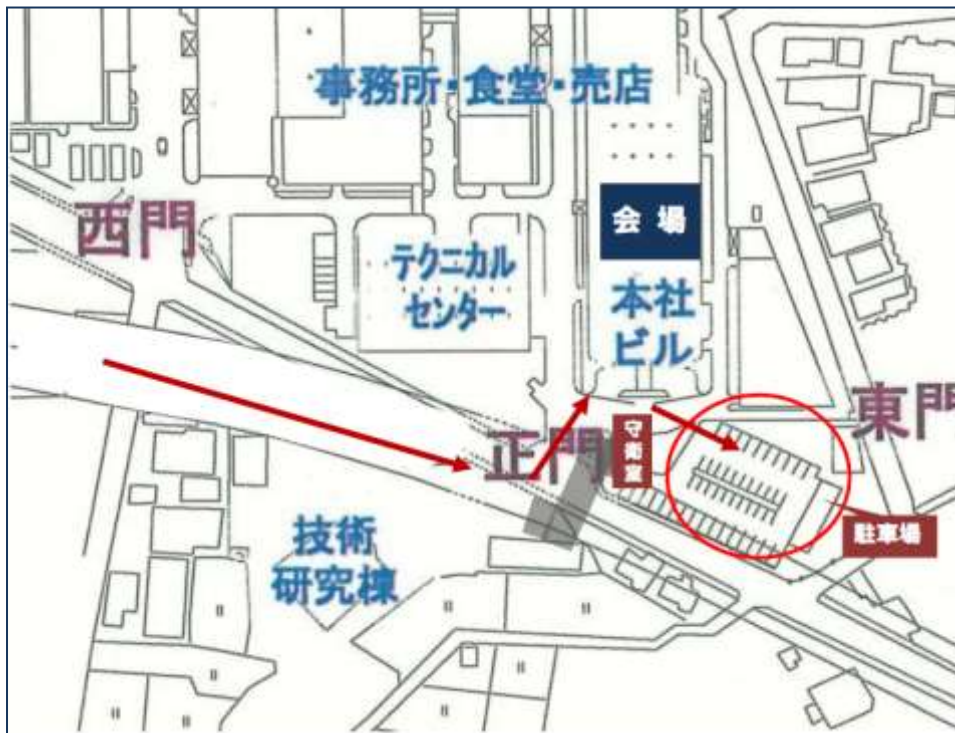 事務所・食堂・売店
西門
会場
テクニカル
センター
本社
ビル
東門
正門
守衛室
駐車場
技術
研究棟